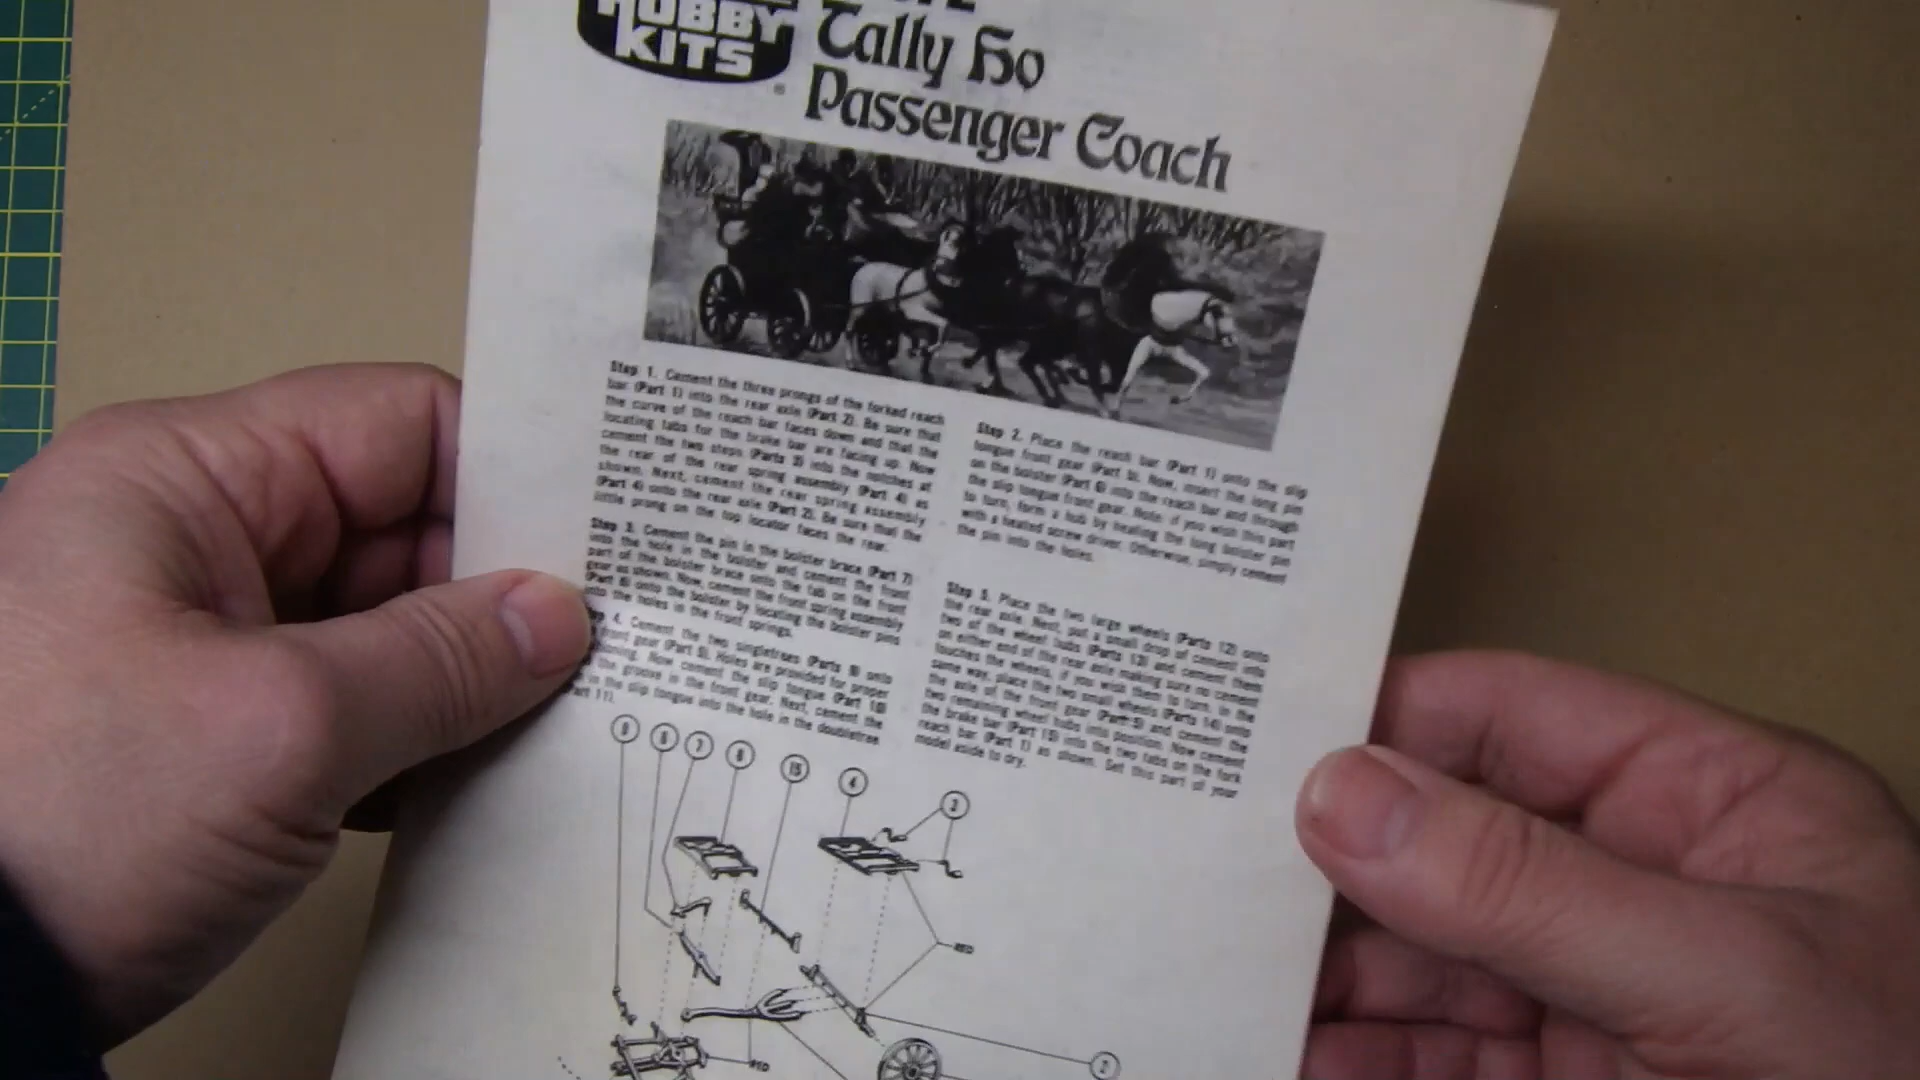 HOBBY
KITS
®
Tally Ho
Passenger Coach
Step 1. Cement the three prongs of the forked reach
bar (Part 1) into the rear axle (Part 2). Be sure that
the curve of the reach bar faces down and that the
locating tabs for the brake bar are facing up. Now
cement the two steps (Parts 3) into the notches at
the rear of the rear spring assembly (Part 4) as
shown. Next, cement the rear spring assembly
(Part 4) onto the rear axle (Part 2). Be sure that the
little prong on the top locator faces the rear.
Step 2. Place the reach bar (Part 1) onto the slip
tongue front gear (Part 5). Now, insert the long pin
on the bolster (Part 6) into the reach bar and through
the slip tongue front gear. Note: if you wish this part
to turn, form a hub by heating the long bolster pin
with a heated screw driver. Otherwise, simply cement
the pin into the holes.
Step 3. Cement the pin in the bolster brace (Part 7)
into the hole in the bolster and cement the front
part of the bolster brace onto the tab on the front
gear as shown. Now, cement the front spring assembly
(Part 8) onto the bolster by locating the bolster pins
into the holes in the front springs.
4. Cement the two singletrees (Parts 9) onto
front gear (Part 5). Holes are provided for proper
Now cement the slip tongue (Part 10)
the groove in the front gear. Next, cement the
in the slip tongue into the hole in the doubletree
11).
Step 5. Place the two large wheels (Parts 12) onto
the rear axle. Next, put a small drop of cement into
two of the wheel hubs (Parts 13) and cement them
on either end of the rear axle making sure no cement
touches the wheels, if you wish them to turn. In the
same way, place the two small wheels (Parts 14) onto
the axle of the front gear (Part 5) and cement the
two remaining wheel hubs into position. Now cement
the brake bar (Part 15) into the two tabs on the fork
reach bar (Part 1) as shown. Set this part of your
model aside to dry.
9 6 7 8 15 4 3
RED
2
RED